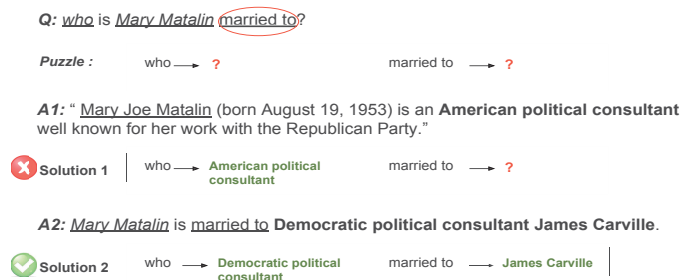 Q: who is Mary Matalin married to?
Puzzle : who → ? married to → ?
A1: “ Mary Joe Matalin (born August 19, 1953) is an American political consultant
well known for her work with the Republican Party.”
Solution 1 who → American political married to → ?
consultant
A2: Mary Matalin is married to Democratic political consultant James Carville.
Solution 2 who → Democratic political married to → James Carville
consultant